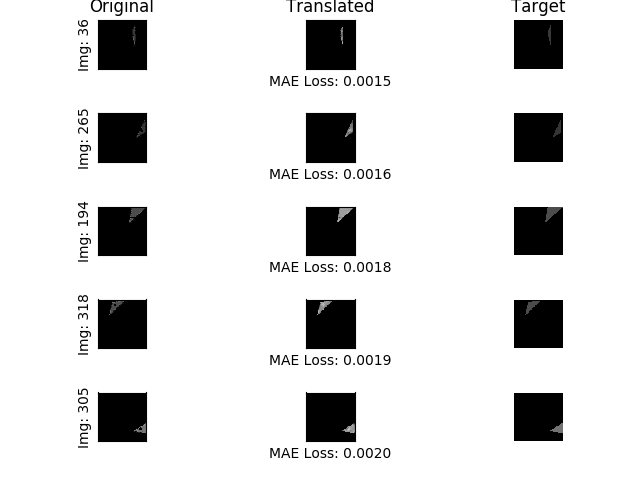 Original Translated Target
Img: 36
MAE Loss: 0.0015
Img: 265
MAE Loss: 0.0016
Img: 194
MAE Loss: 0.0018
Img: 318
MAE Loss: 0.0019
Img: 305
MAE Loss: 0.0020